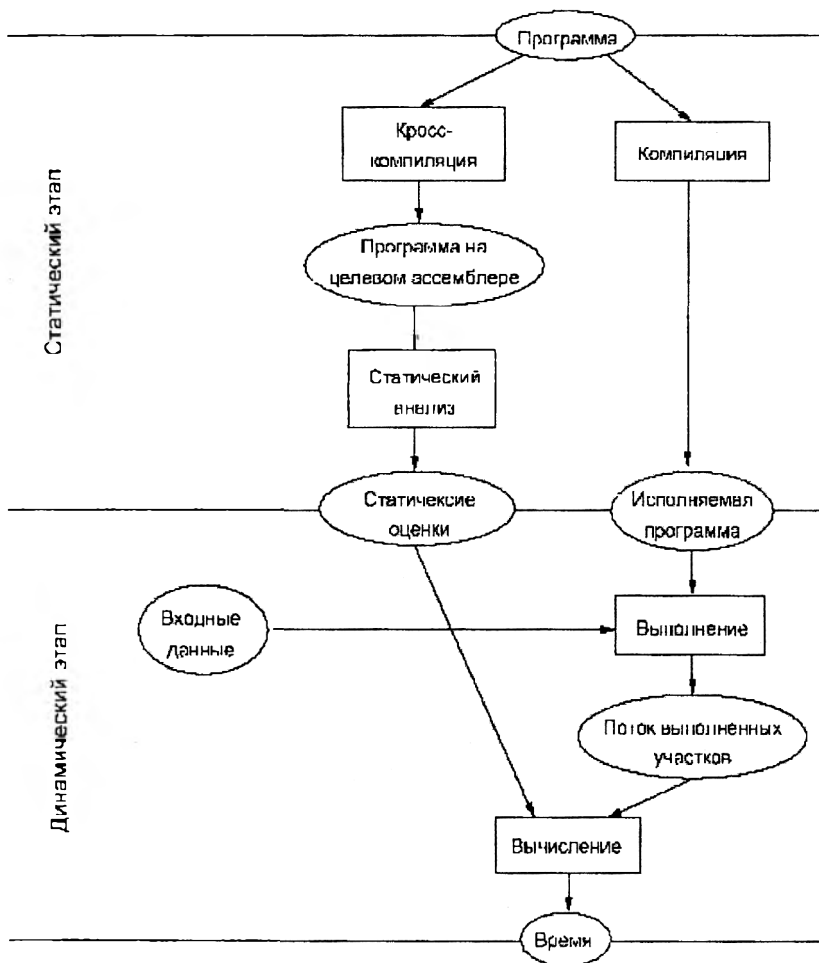 Программа
Кросс-
компиляция
Компиляция
Программа на
целевом ассемблере
Статический этап
Статический
анализ
Статичексие
оценки
Исполняемая
программа
Входные
данные
Выполнение
Динамический этап
Поток выполненных
участков
Вычисление
Время